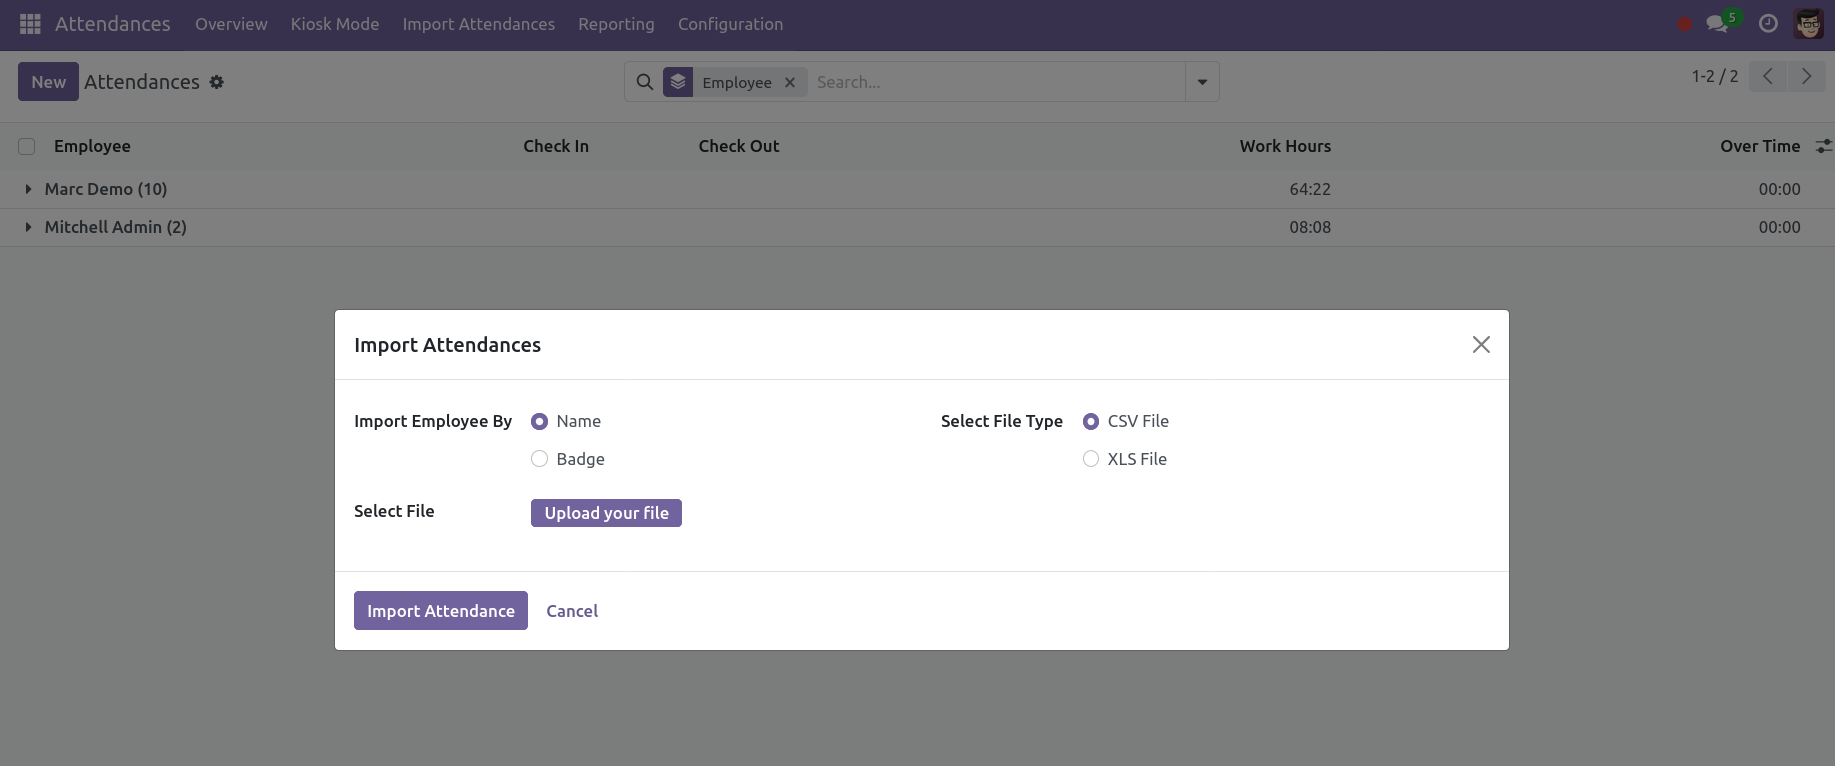 Attendances Overview Kiosk Mode Import Attendances Reporting Configuration 5
New Attendances Employee Search... 1-2 / 2
Employee Check In Check Out Work Hours Over Time
Marc Demo (10) 64:22 00:00
Mitchell Admin (2) 08:08 00:00
Import Attendances
Import Employee By Name Select File Type CSV File
Badge XLS File
Select File Upload your file
Import Attendance Cancel